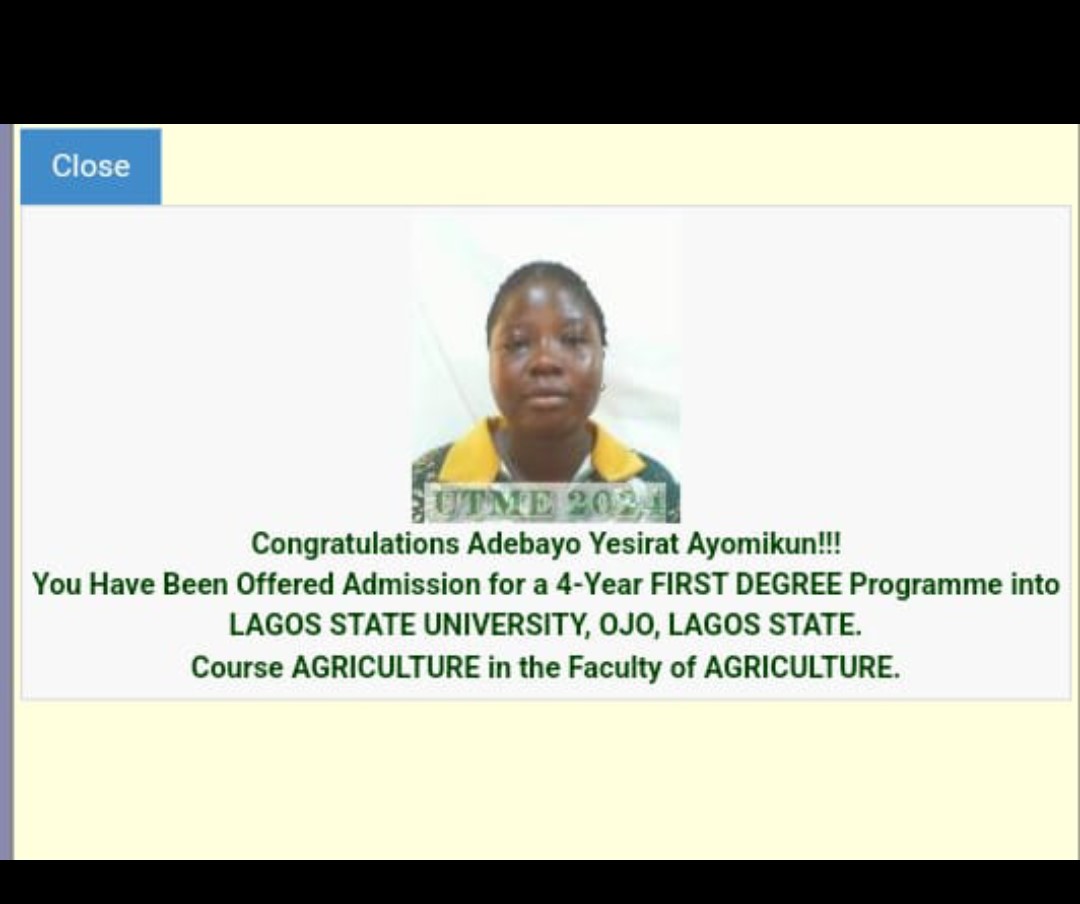 Close
UTME 2024
Congratulations Adebayo Yesirat Ayomikun!!!
You Have Been Offered Admission for a 4-Year FIRST DEGREE Programme into
LAGOS STATE UNIVERSITY, OJO, LAGOS STATE.
Course AGRICULTURE in the Faculty of AGRICULTURE.